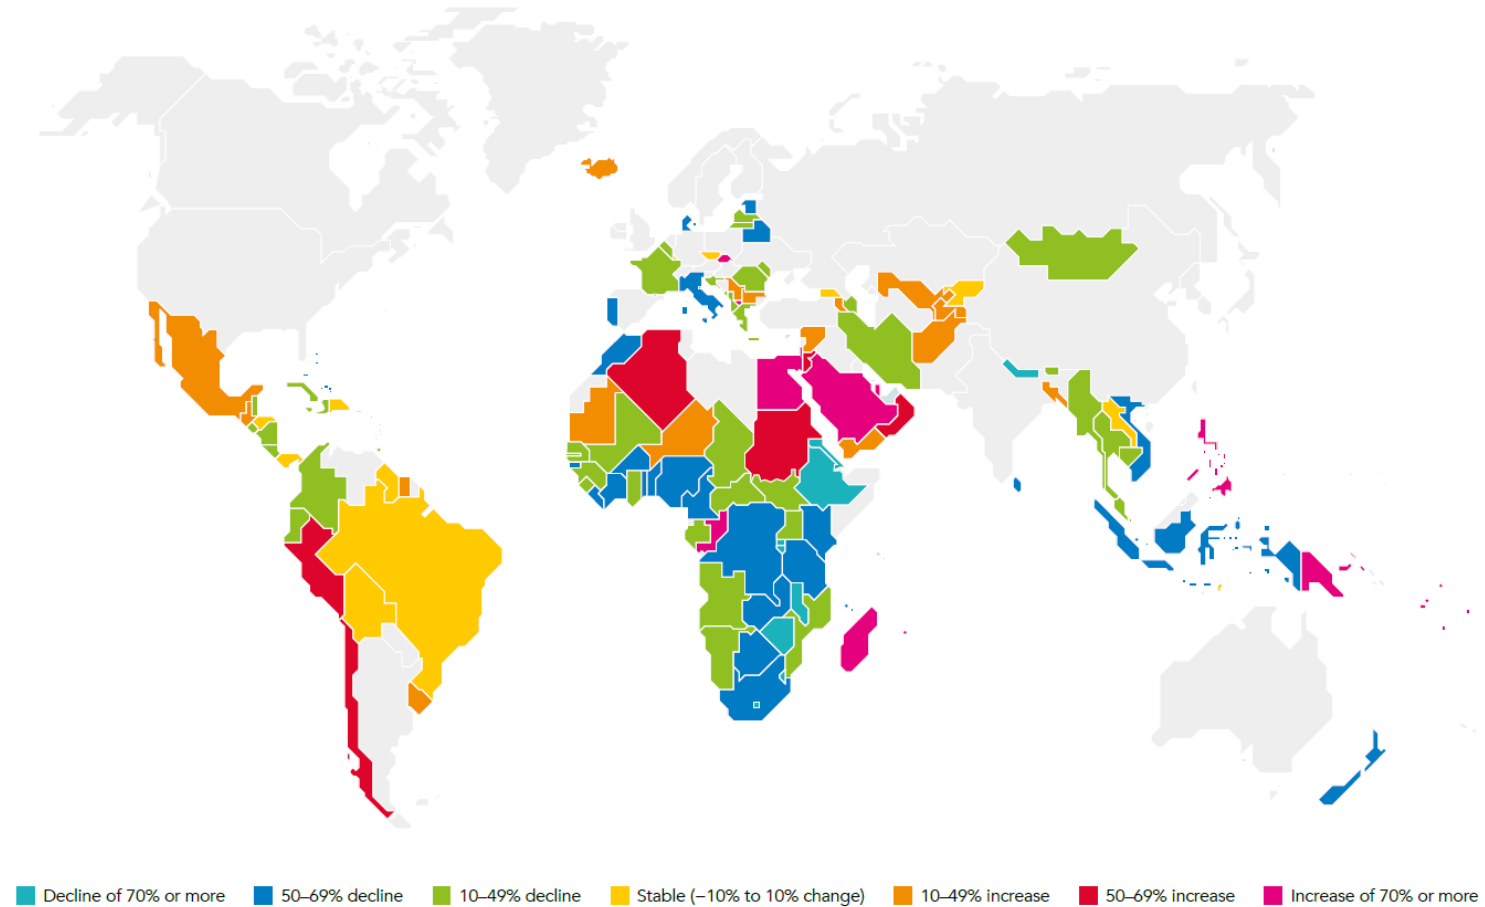 Decline of 70% or more 50–69% decline 10–49% decline Stable (−10% to 10% change) 10–49% increase 50–69% increase Increase of 70% or more